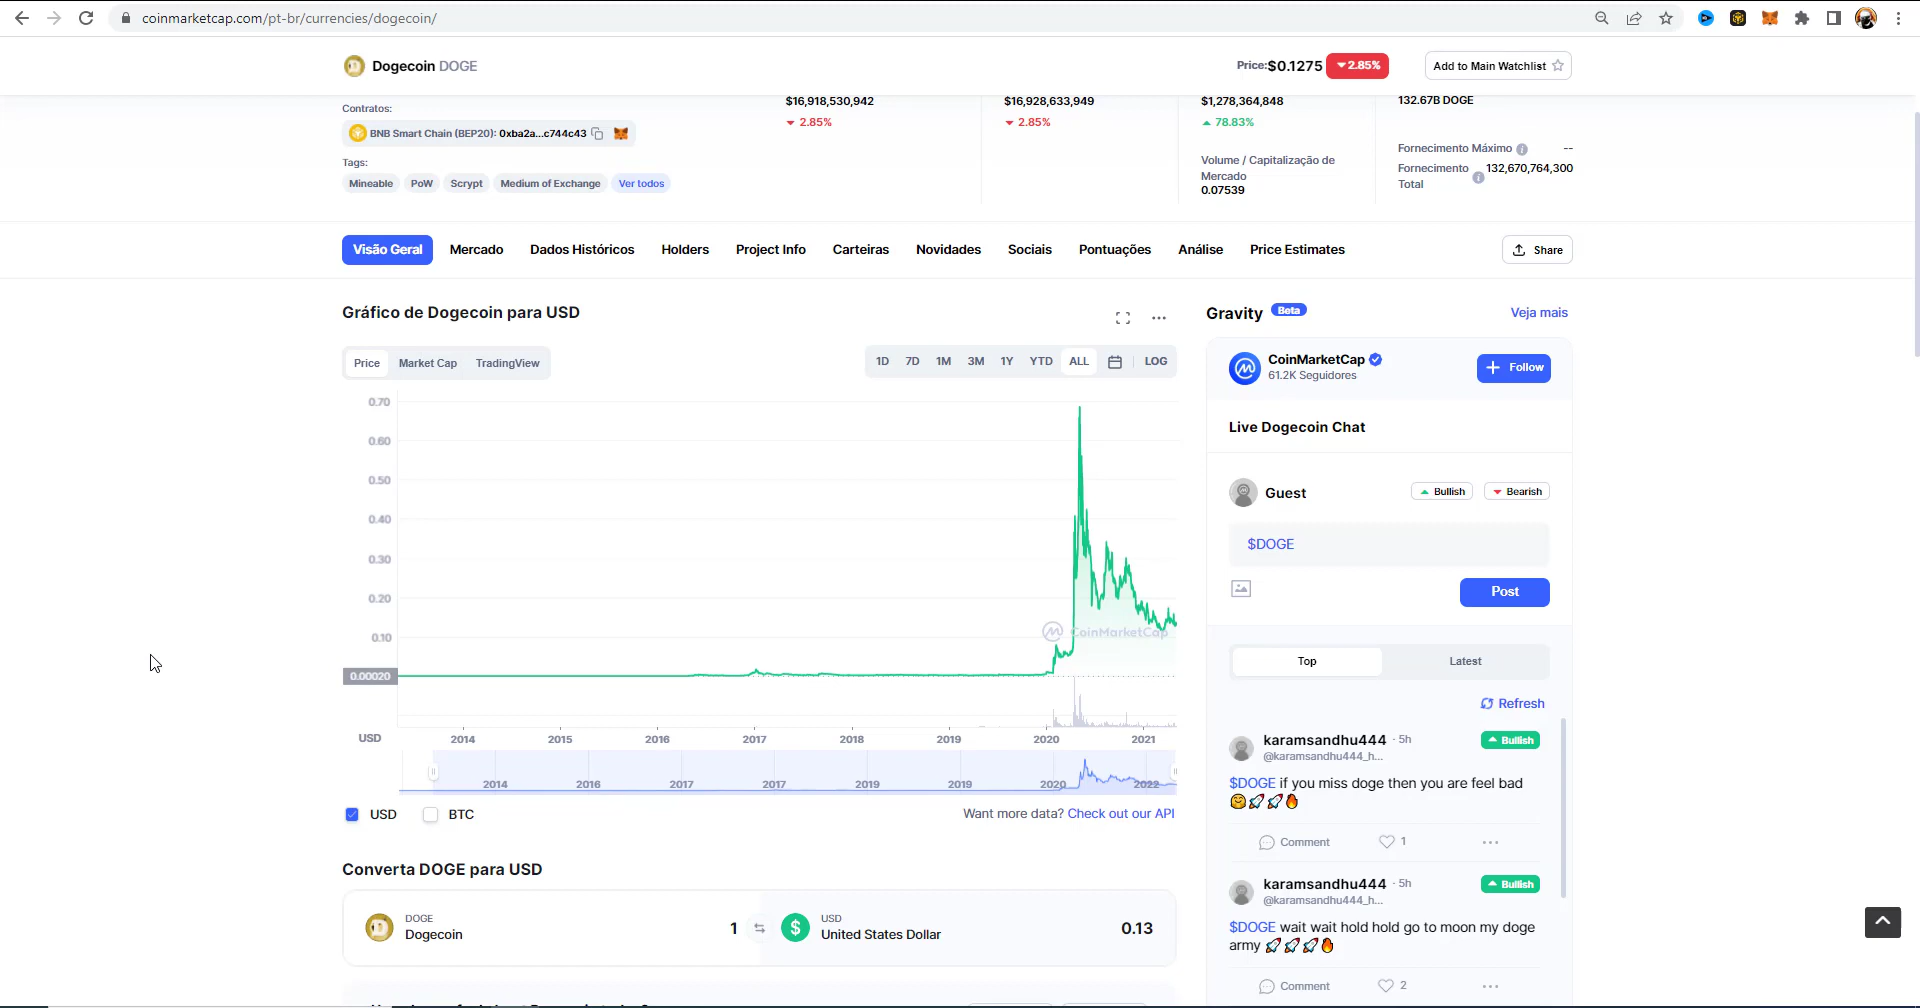 coinmarketcap.com/pt-br/currencies/dogecoin/
Dogecoin DOGE
Price:$0.1275 2.85%
Add to Main Watchlist
Contratos:
BNB Smart Chain (BEP20): 0xba2a...c744c43
Tags:
Mineable PoW Scrypt Medium of Exchange Ver todos
$16,918,530,942
2.85%
$16,928,633,949
2.85%
$1,278,364,848
78.83%
Volume / Capitalização de
Mercado
0.07539
132.67B DOGE
Fornecimento Máximo --
Fornecimento
Total
132,670,764,300
Visão Geral Mercado Dados Históricos Holders Project Info Carteiras Novidades Sociais Pontuações Análise Price Estimates
Share
Gráfico de Dogecoin para USD
Price Market Cap TradingView
1D 7D 1M 3M 1Y YTD ALL LOG
0.70
0.60
0.50
0.40
0.30
0.20
0.10
0.00020
CoinMarketCap
USD
2014 2015 2016 2017 2018 2019 2020 2021
2014 2016 2017 2017 2019 2019 2020 2022
USD BTC
Want more data? Check out our API
Converta DOGE para USD
DOGE
Dogecoin
1
USD
United States Dollar
0.13
Gravity Beta
Veja mais
CoinMarketCap
61.2K Seguidores
Follow
Live Dogecoin Chat
Guest
Bullish Bearish
$DOGE
Post
Top Latest
Refresh
karamsandhu444 · 5h
@karamsandhu444_h...
Bullish
$DOGE if you miss doge then you are feel bad
🤗🚀🚀🔥
Comment 1
karamsandhu444 · 5h
@karamsandhu444_h...
Bullish
$DOGE wait wait hold hold go to moon my doge
army 🚀🚀🚀🔥
Comment 2